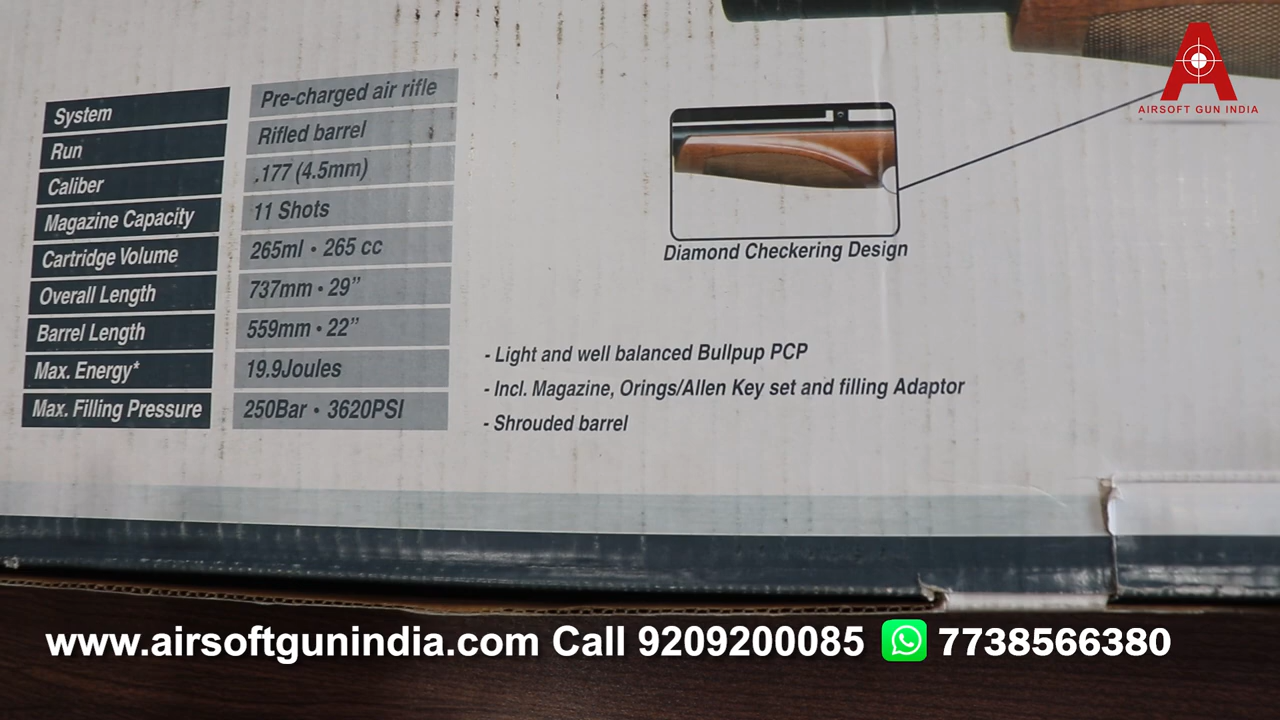 A
AIRSOFT GUN INDIA
System Pre-charged air rifle
Run Rifled barrel
Caliber .177 (4.5mm)
Magazine Capacity 11 Shots
Cartridge Volume 265ml • 265 cc
Overall Length 737mm • 29”
Barrel Length 559mm • 22”
Max. Energy* 19.9Joules
Max. Filling Pressure 250Bar • 3620PSI
Diamond Checkering Design
- Light and well balanced Bullpup PCP
- Incl. Magazine, Orings/Allen Key set and filling Adaptor
- Shrouded barrel
www.airsoftgunindia.com Call 9209200085 7738566380